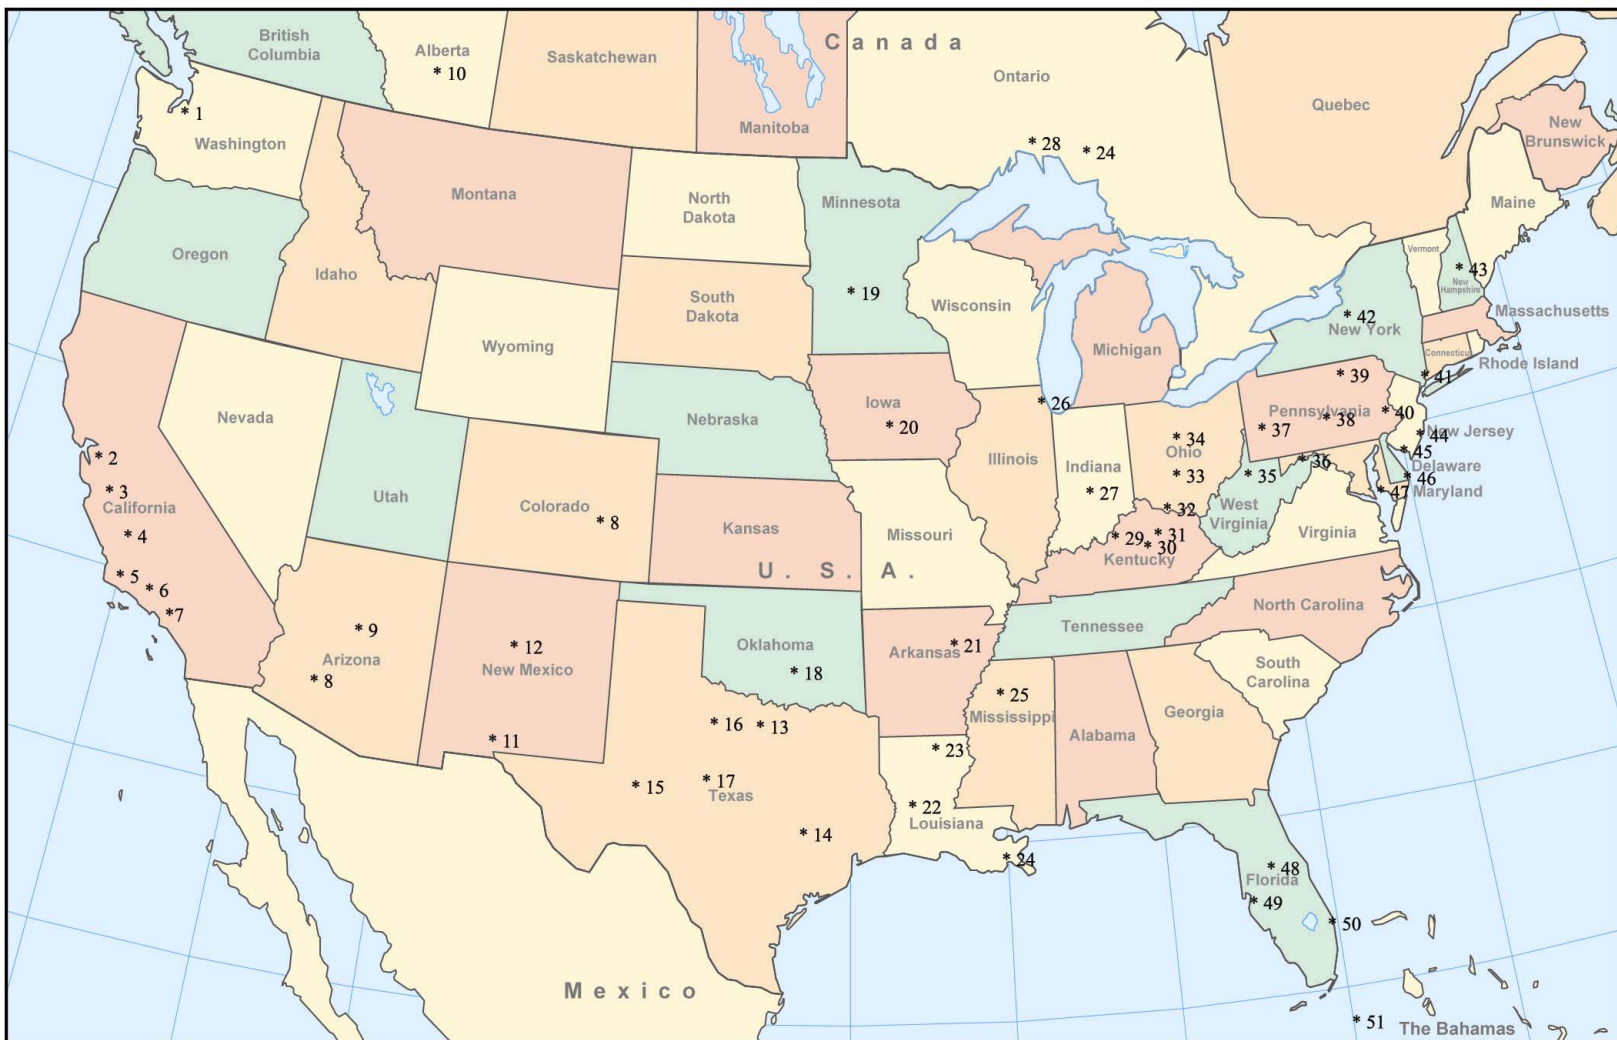 British
Columbia
Alberta
* 10
Saskatchewan
Canada
Ontario
Manitoba
Quebec
New
Brunswick
* 1
Washington
* 28
* 24
Montana
North
Dakota
Minnesota
Maine
Oregon
Idaho
Vermont
* 43
New
Hampshire
* 19
South
Dakota
Wisconsin
Massachusetts
* 42
New York
Wyoming
Michigan
Connecticut
Rhode Island
* 39
* 41
Nevada
Nebraska
Iowa
* 20
* 26
Pennsylvania
* 40
* 38
* 37
New Jersey
* 44
* 34
Ohio
* 33
* 45
* 2
Illinois
Indiana
* 27
* 36
* 35
Delaware
* 46
* 3
California
Utah
Colorado
* 8
Maryland
* 47
* 32
West
Virginia
* 4
Kansas
Missouri
* 29
* 31
* 30
Kentucky
Virginia
U. S. A.
* 5
* 6
*7
North Carolina
* 9
Arizona
* 8
* 12
New Mexico
Oklahoma
* 18
Arkansas
* 21
Tennessee
South
Carolina
* 25
Mississippi
Alabama
Georgia
* 11
* 16
* 13
* 23
* 15
* 17
Texas
* 22
Louisiana
* 14
* 24
* 48
Florida
* 49
* 50
Mexico
* 51
The Bahamas